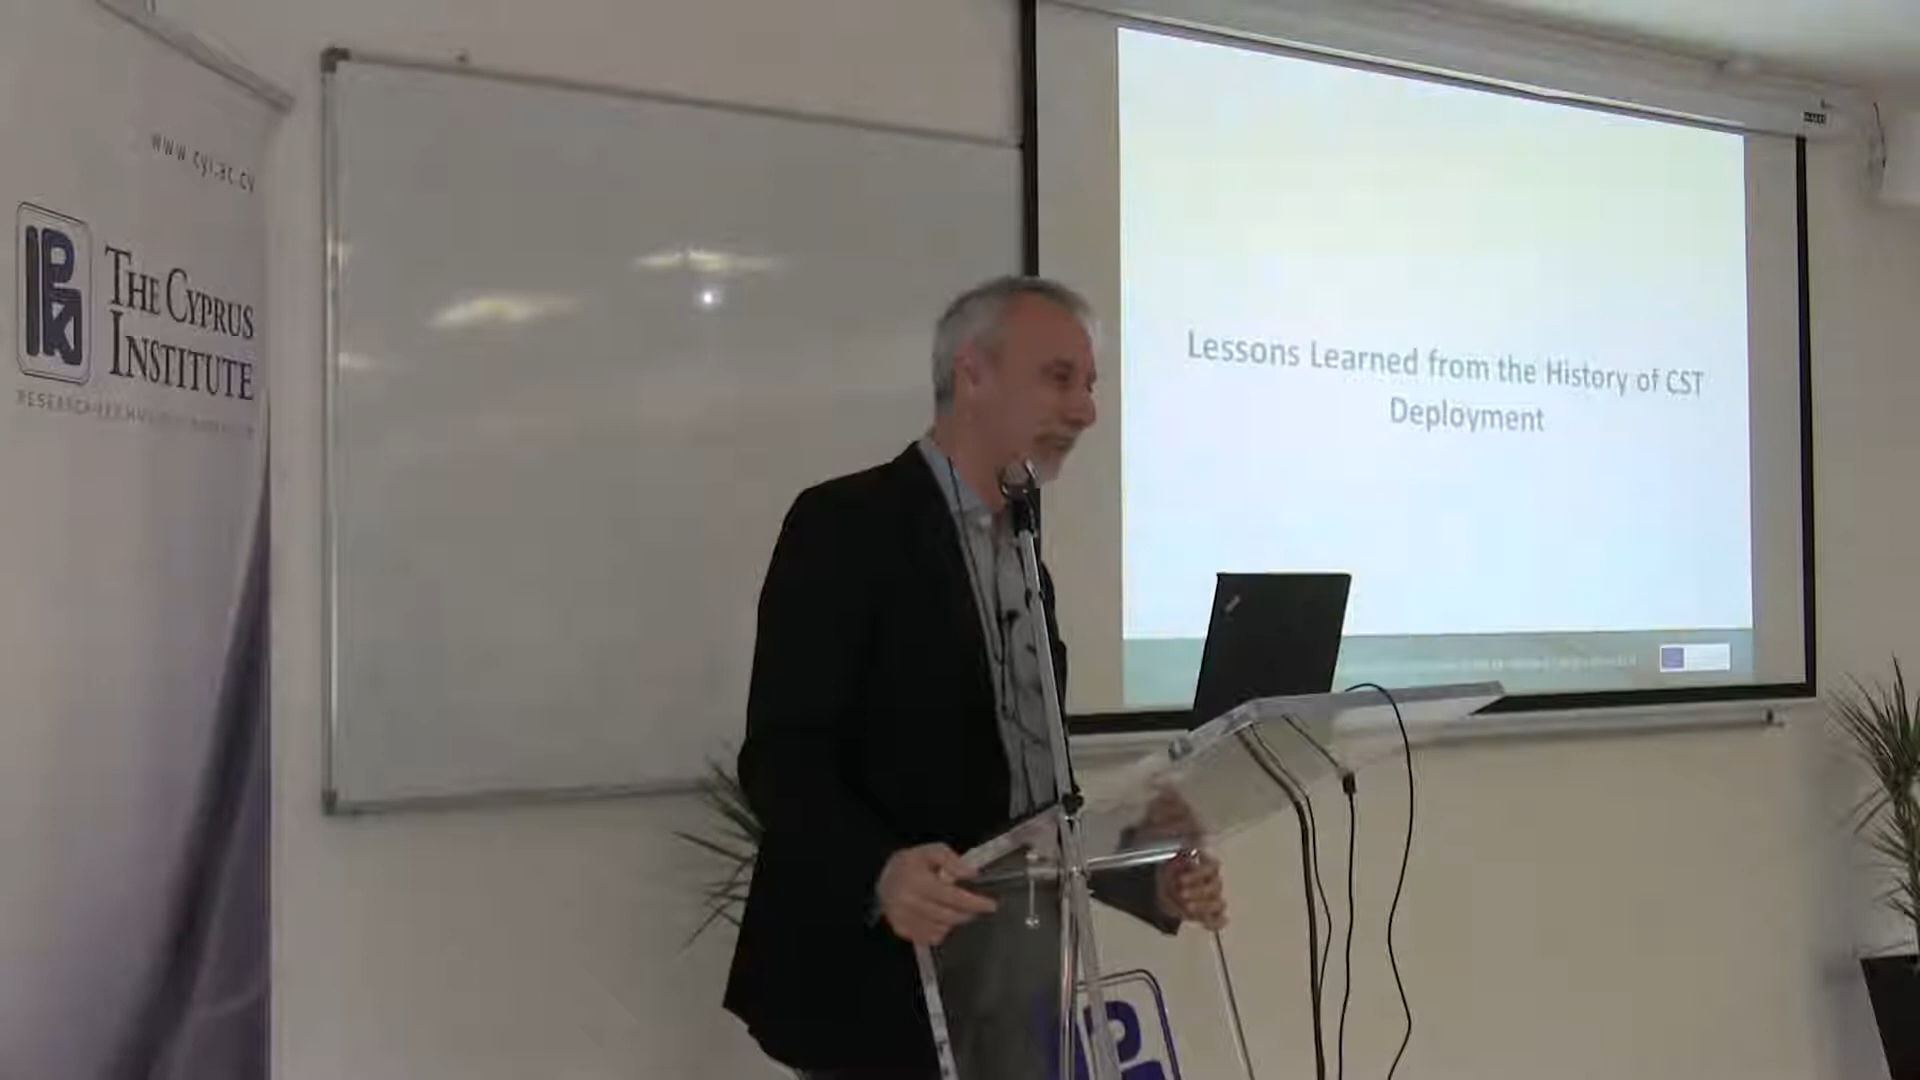 www.cyi.ac.cy
THE CYPRUS
INSTITUTE
Lessons Learned from the History of CST
Deployment